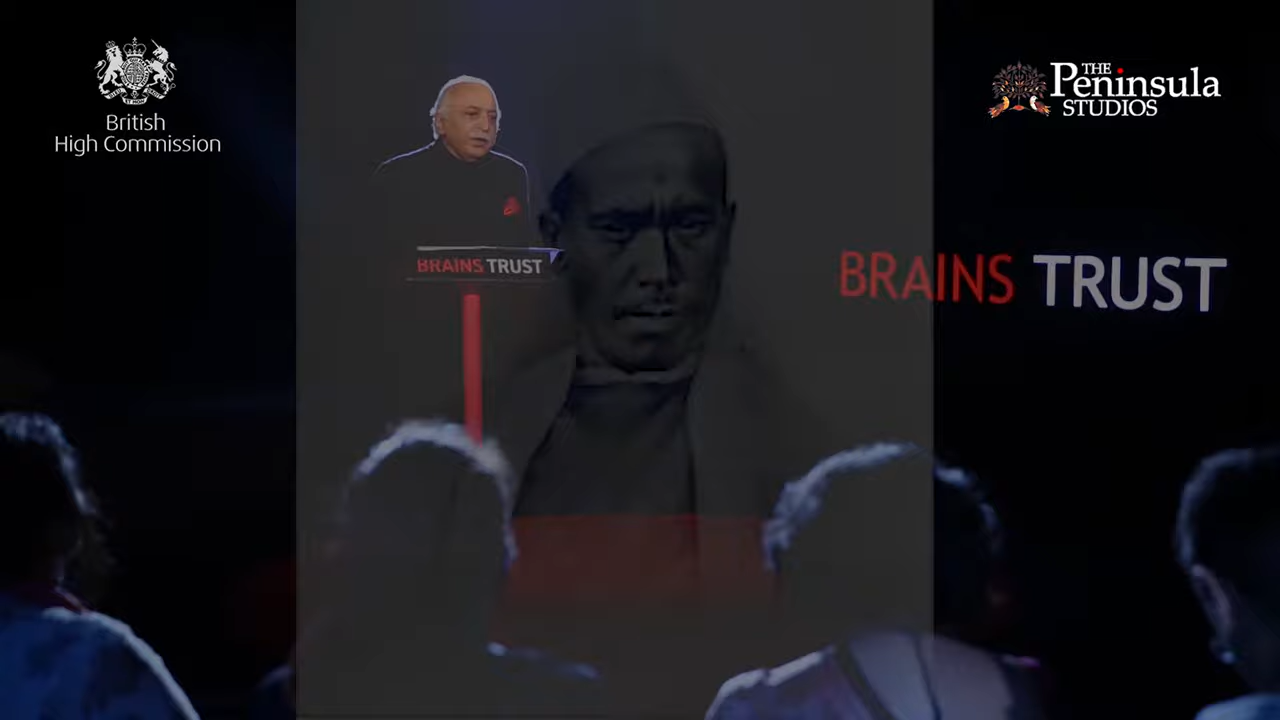 British
High Commission
THE
Peninsula
STUDIOS
BRAINS TRUST
BRAINS TRUST